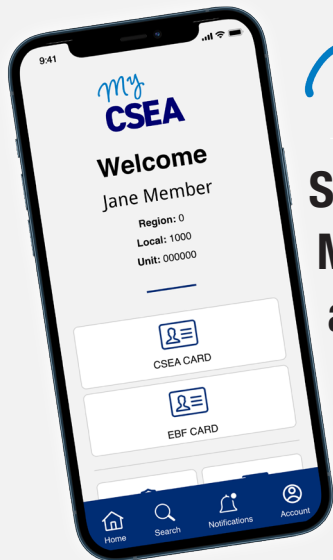 9:41
my
CSEA
Welcome
Jane Member
Region: 0
Local: 1000
Unit: 000000
CSEA CARD
EBF CARD
Home
Search
Notifications
Account
S
M
a